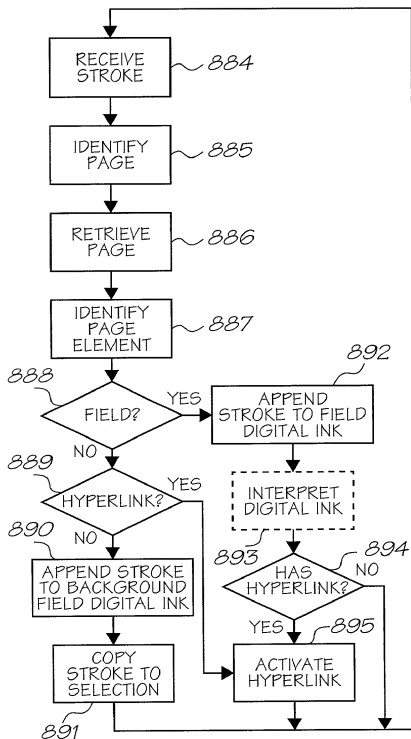 RECEIVE
STROKE
884
IDENTIFY
PAGE
885
RETRIEVE
PAGE
886
IDENTIFY
PAGE
ELEMENT
887
888
FIELD?
YES
NO
892
APPEND
STROKE TO FIELD
DIGITAL INK
889
HYPERLINK?
YES
NO
INTERPRET
DIGITAL INK
893
890
APPEND STROKE
TO BACKGROUND
FIELD DIGITAL INK
894
HAS
HYPERLINK?
NO
YES
COPY
STROKE TO
SELECTION
891
895
ACTIVATE
HYPERLINK